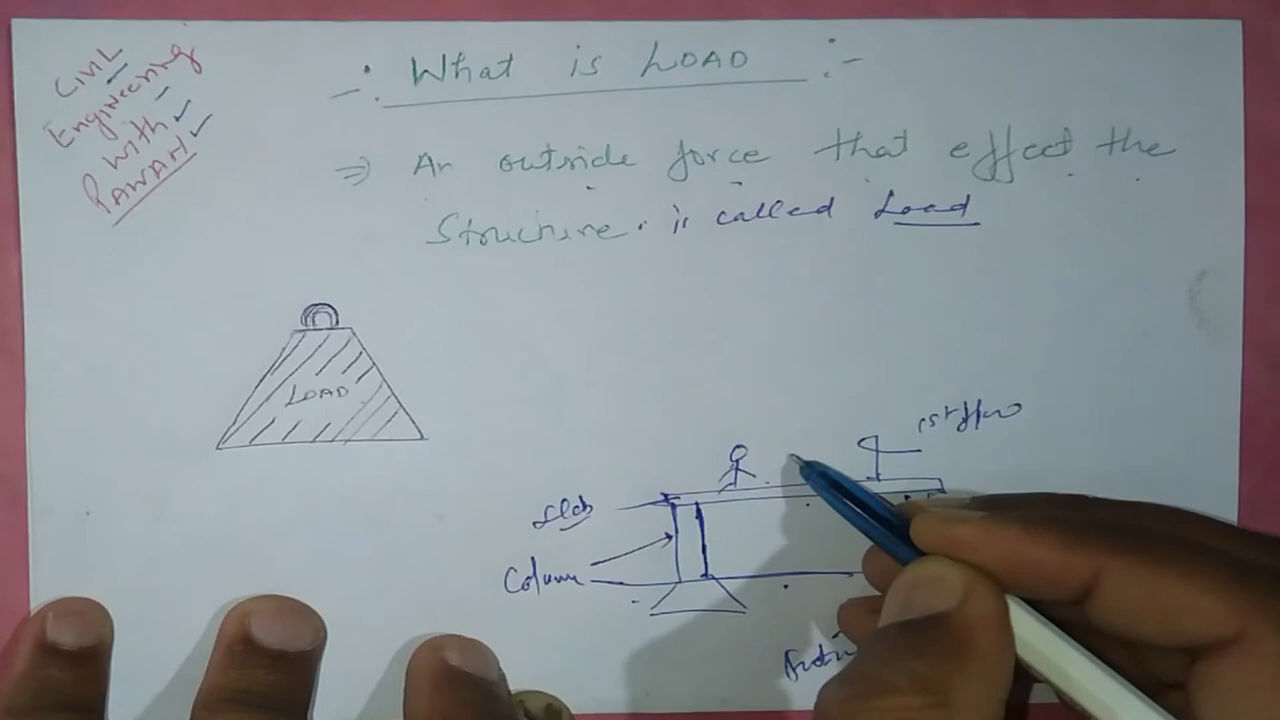 Civil
Engineering
with
PAWAN
What is LOAD
⇒ An outside force that effect the
Structure. is called Load
LOAD
1st floo
Slab
Column